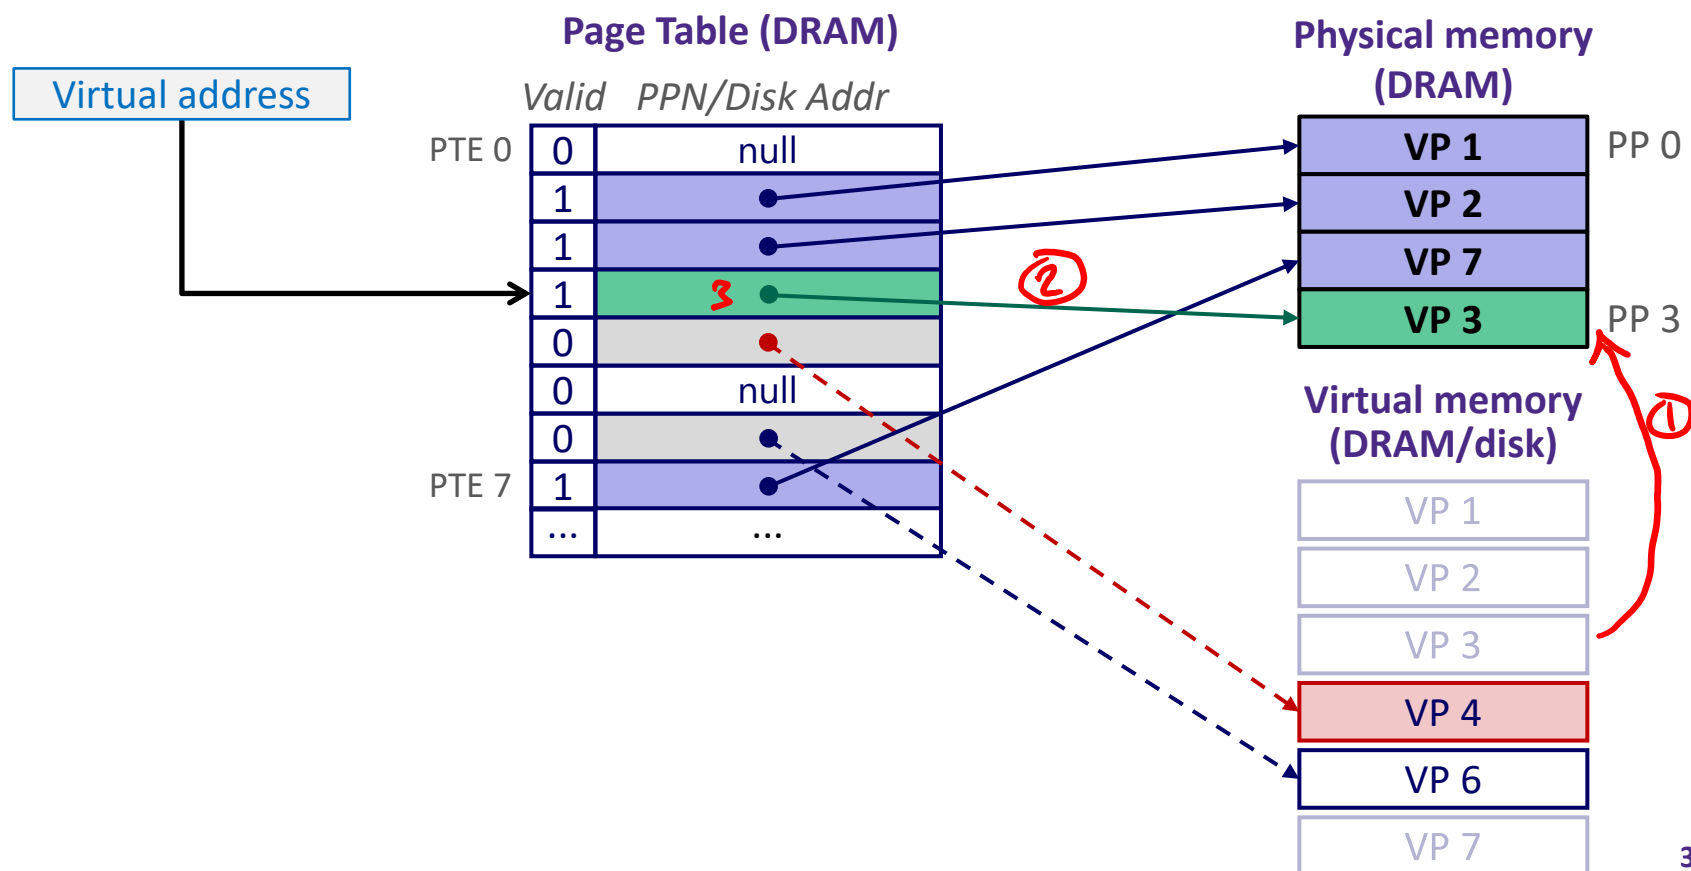 Page Table (DRAM)
Physical memory
(DRAM)
Virtual address
Valid PPN/Disk Addr
PTE 0 0 null
1
1
1 3
0
0 null
0
PTE 7 1
... ...
2
VP 1 PP 0
VP 2
VP 7
VP 3 PP 3
Virtual memory
(DRAM/disk)
1
VP 1
VP 2
VP 3
VP 4
VP 6
VP 7
3